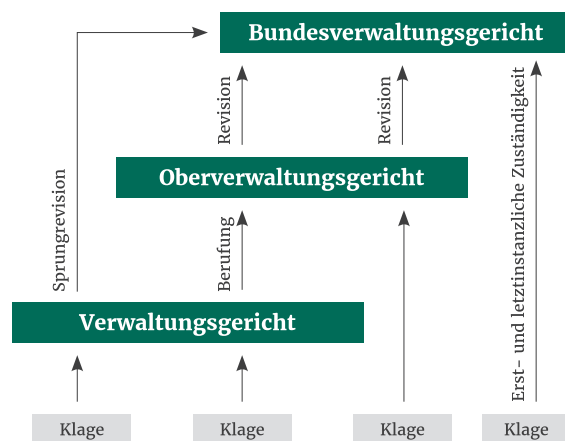 Bundesverwaltungsgericht
Revision
Revision
Oberverwaltungsgericht
Sprungrevision
Berufung
Erst- und letztinstanzliche Zuständigkeit
Verwaltungsgericht
Klage
Klage
Klage
Klage